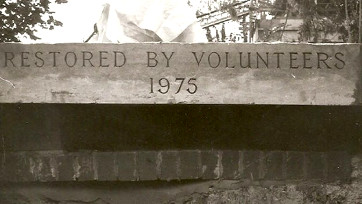 RESTORED BY VOLUNTEERS
1975